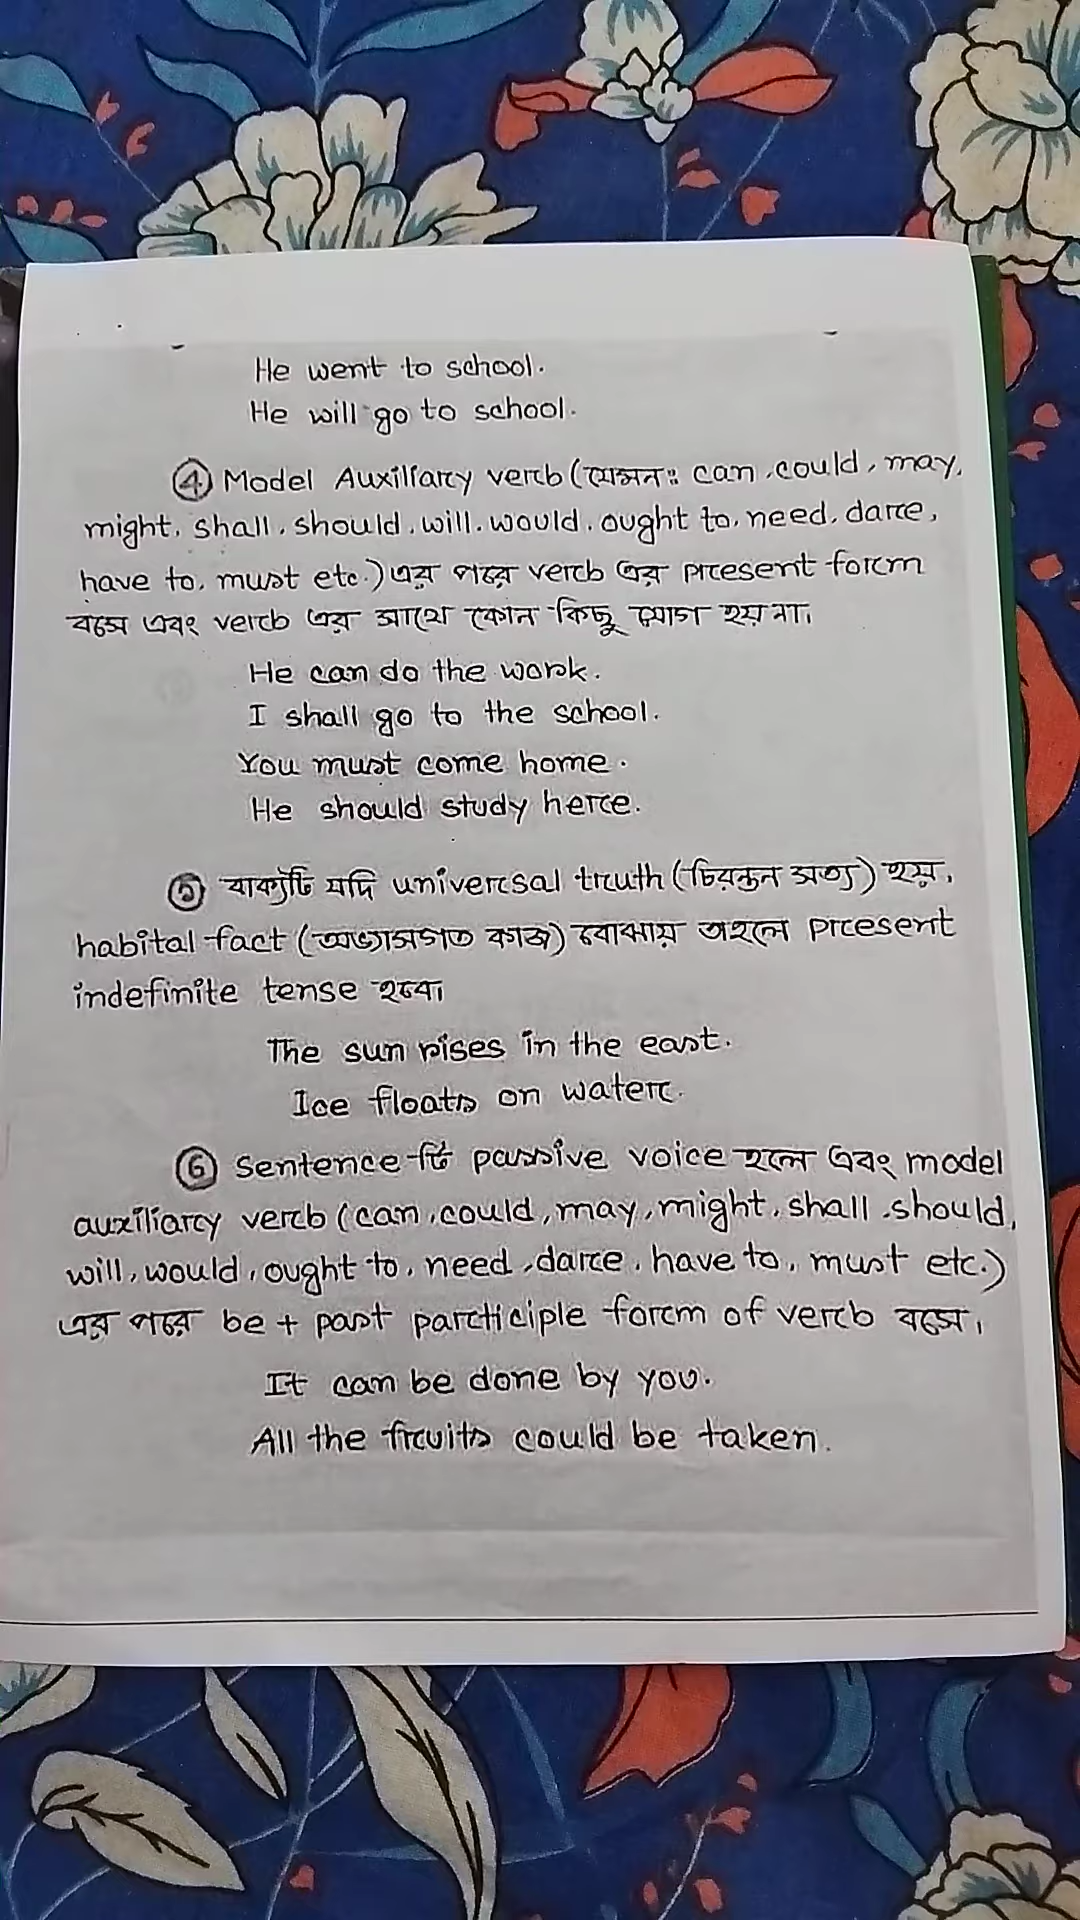 He went to school.
He will go to school.
④ Model Auxiliary verb (যেমনঃ can, could, may,
might, shall, should, will, would, ought to, need, dare,
have to, must etc.) এর পরে verb এর present form
বসে এবং verb এর সাথে কোন কিছু যোগ হয় না।
He can do the work.
I shall go to the school.
You must come home.
He should study here.
⑤ বাক্যটি যদি universal truth (চিরন্তন সত্য) হয়,
habital fact (অভ্যাসগত কাজ) বোঝায় তাহলে present
indefinite tense হবে।
The sun rises in the east.
Ice floats on water.
⑥ Sentence টি passive voice হলে এবং model
auxiliary verb (can, could, may, might, shall, should,
will, would, ought to, need, dare, have to, must etc.)
এর পরে be + past participle form of verb বসে।
It can be done by you.
All the fruits could be taken.